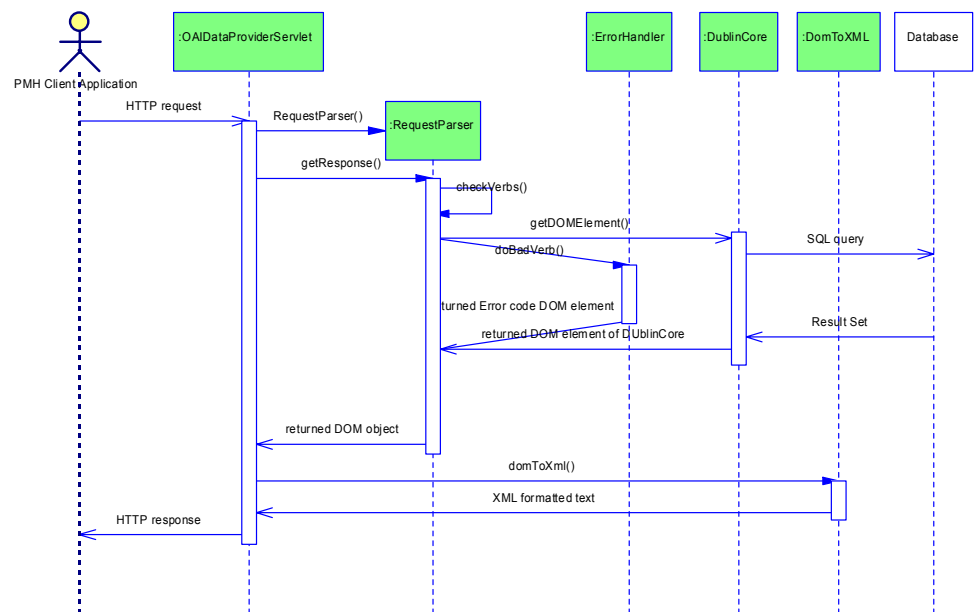 :OAIDataProviderServlet
:ErrorHandler
:DublinCore
:DomToXML
Database
PMH Client Application
HTTP request
RequestParser()
:RequestParser
getResponse()
checkVerbs()
getDOMElement()
SQL query
doBadVerb()
turned Error code DOM element
Result Set
returned DOM element of DUblinCore
returned DOM object
domToXml()
XML formatted text
HTTP response